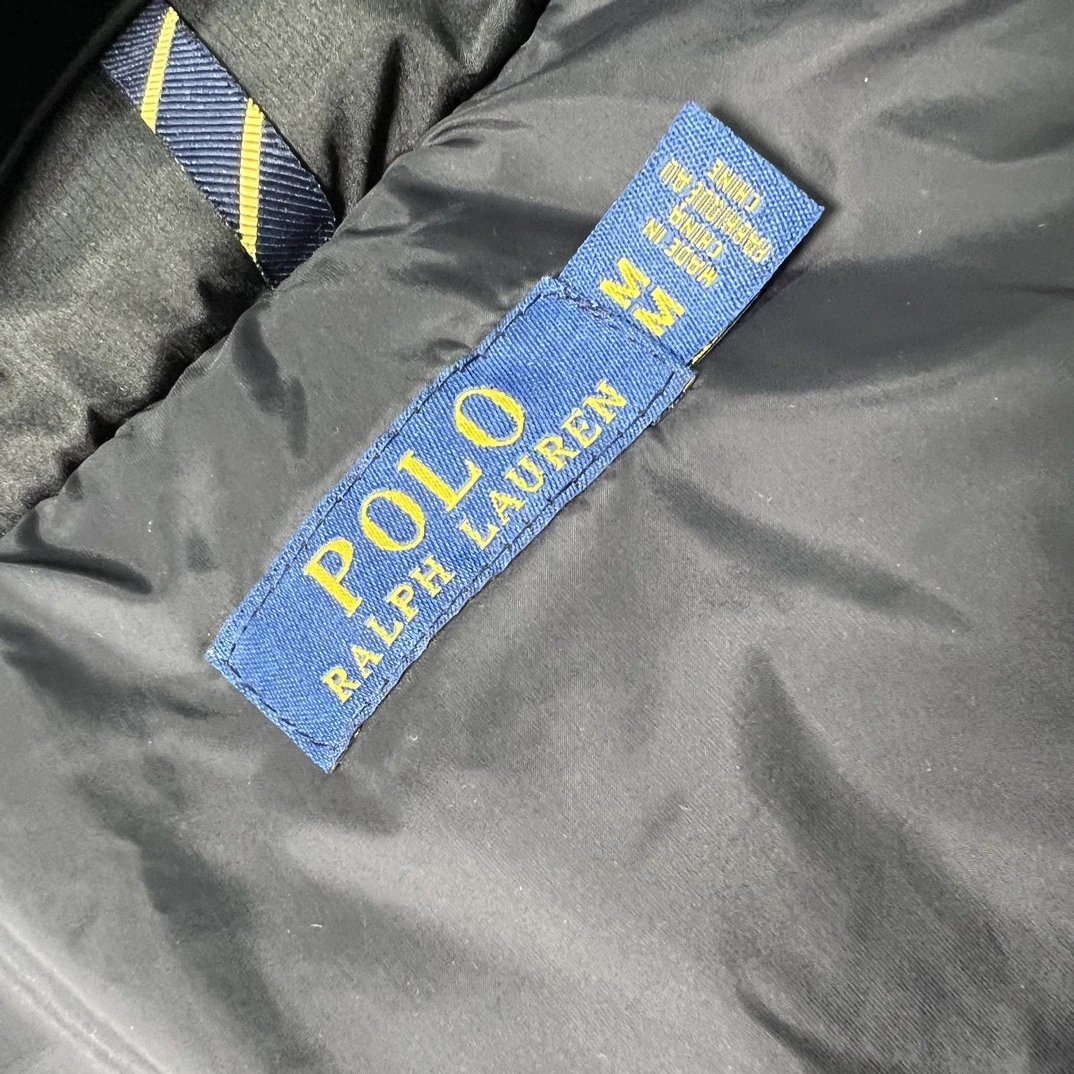 POLO
RALPH LAUREN
M
M
MADE IN
CHINA
FABRIQUÉ AU
CHINE